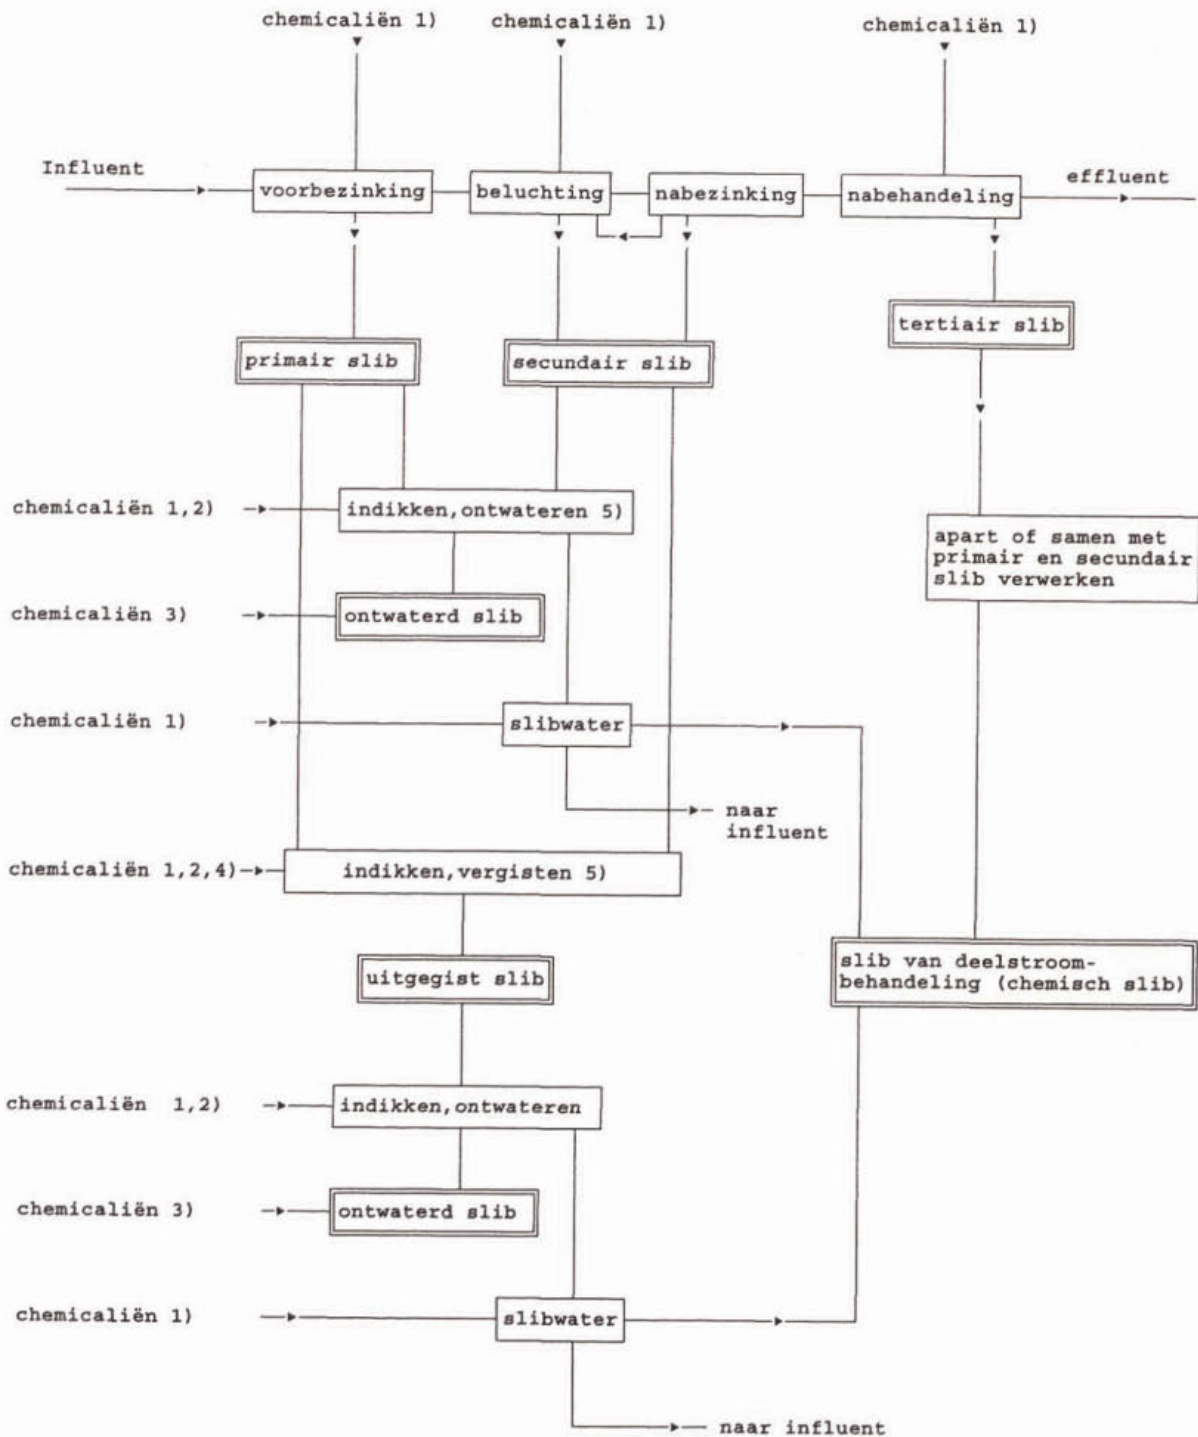 chemicaliën 1)
chemicaliën 1)
chemicaliën 1)
Influent
voorbezinking
beluchting
nabezinking
nabehandeling
effluent
tertiair slib
primair slib
secundair slib
chemicaliën 1,2)
indikken,ontwateren 5)
apart of samen met
primair en secundair
slib verwerken
chemicaliën 3)
ontwaterd slib
chemicaliën 1)
slibwater
naar
influent
chemicaliën 1,2,4)
indikken,vergisten 5)
uitgegist slib
slib van deelstroom-
behandeling (chemisch slib)
chemicaliën 1,2)
indikken,ontwateren
chemicaliën 3)
ontwaterd slib
chemicaliën 1)
slibwater
naar influent